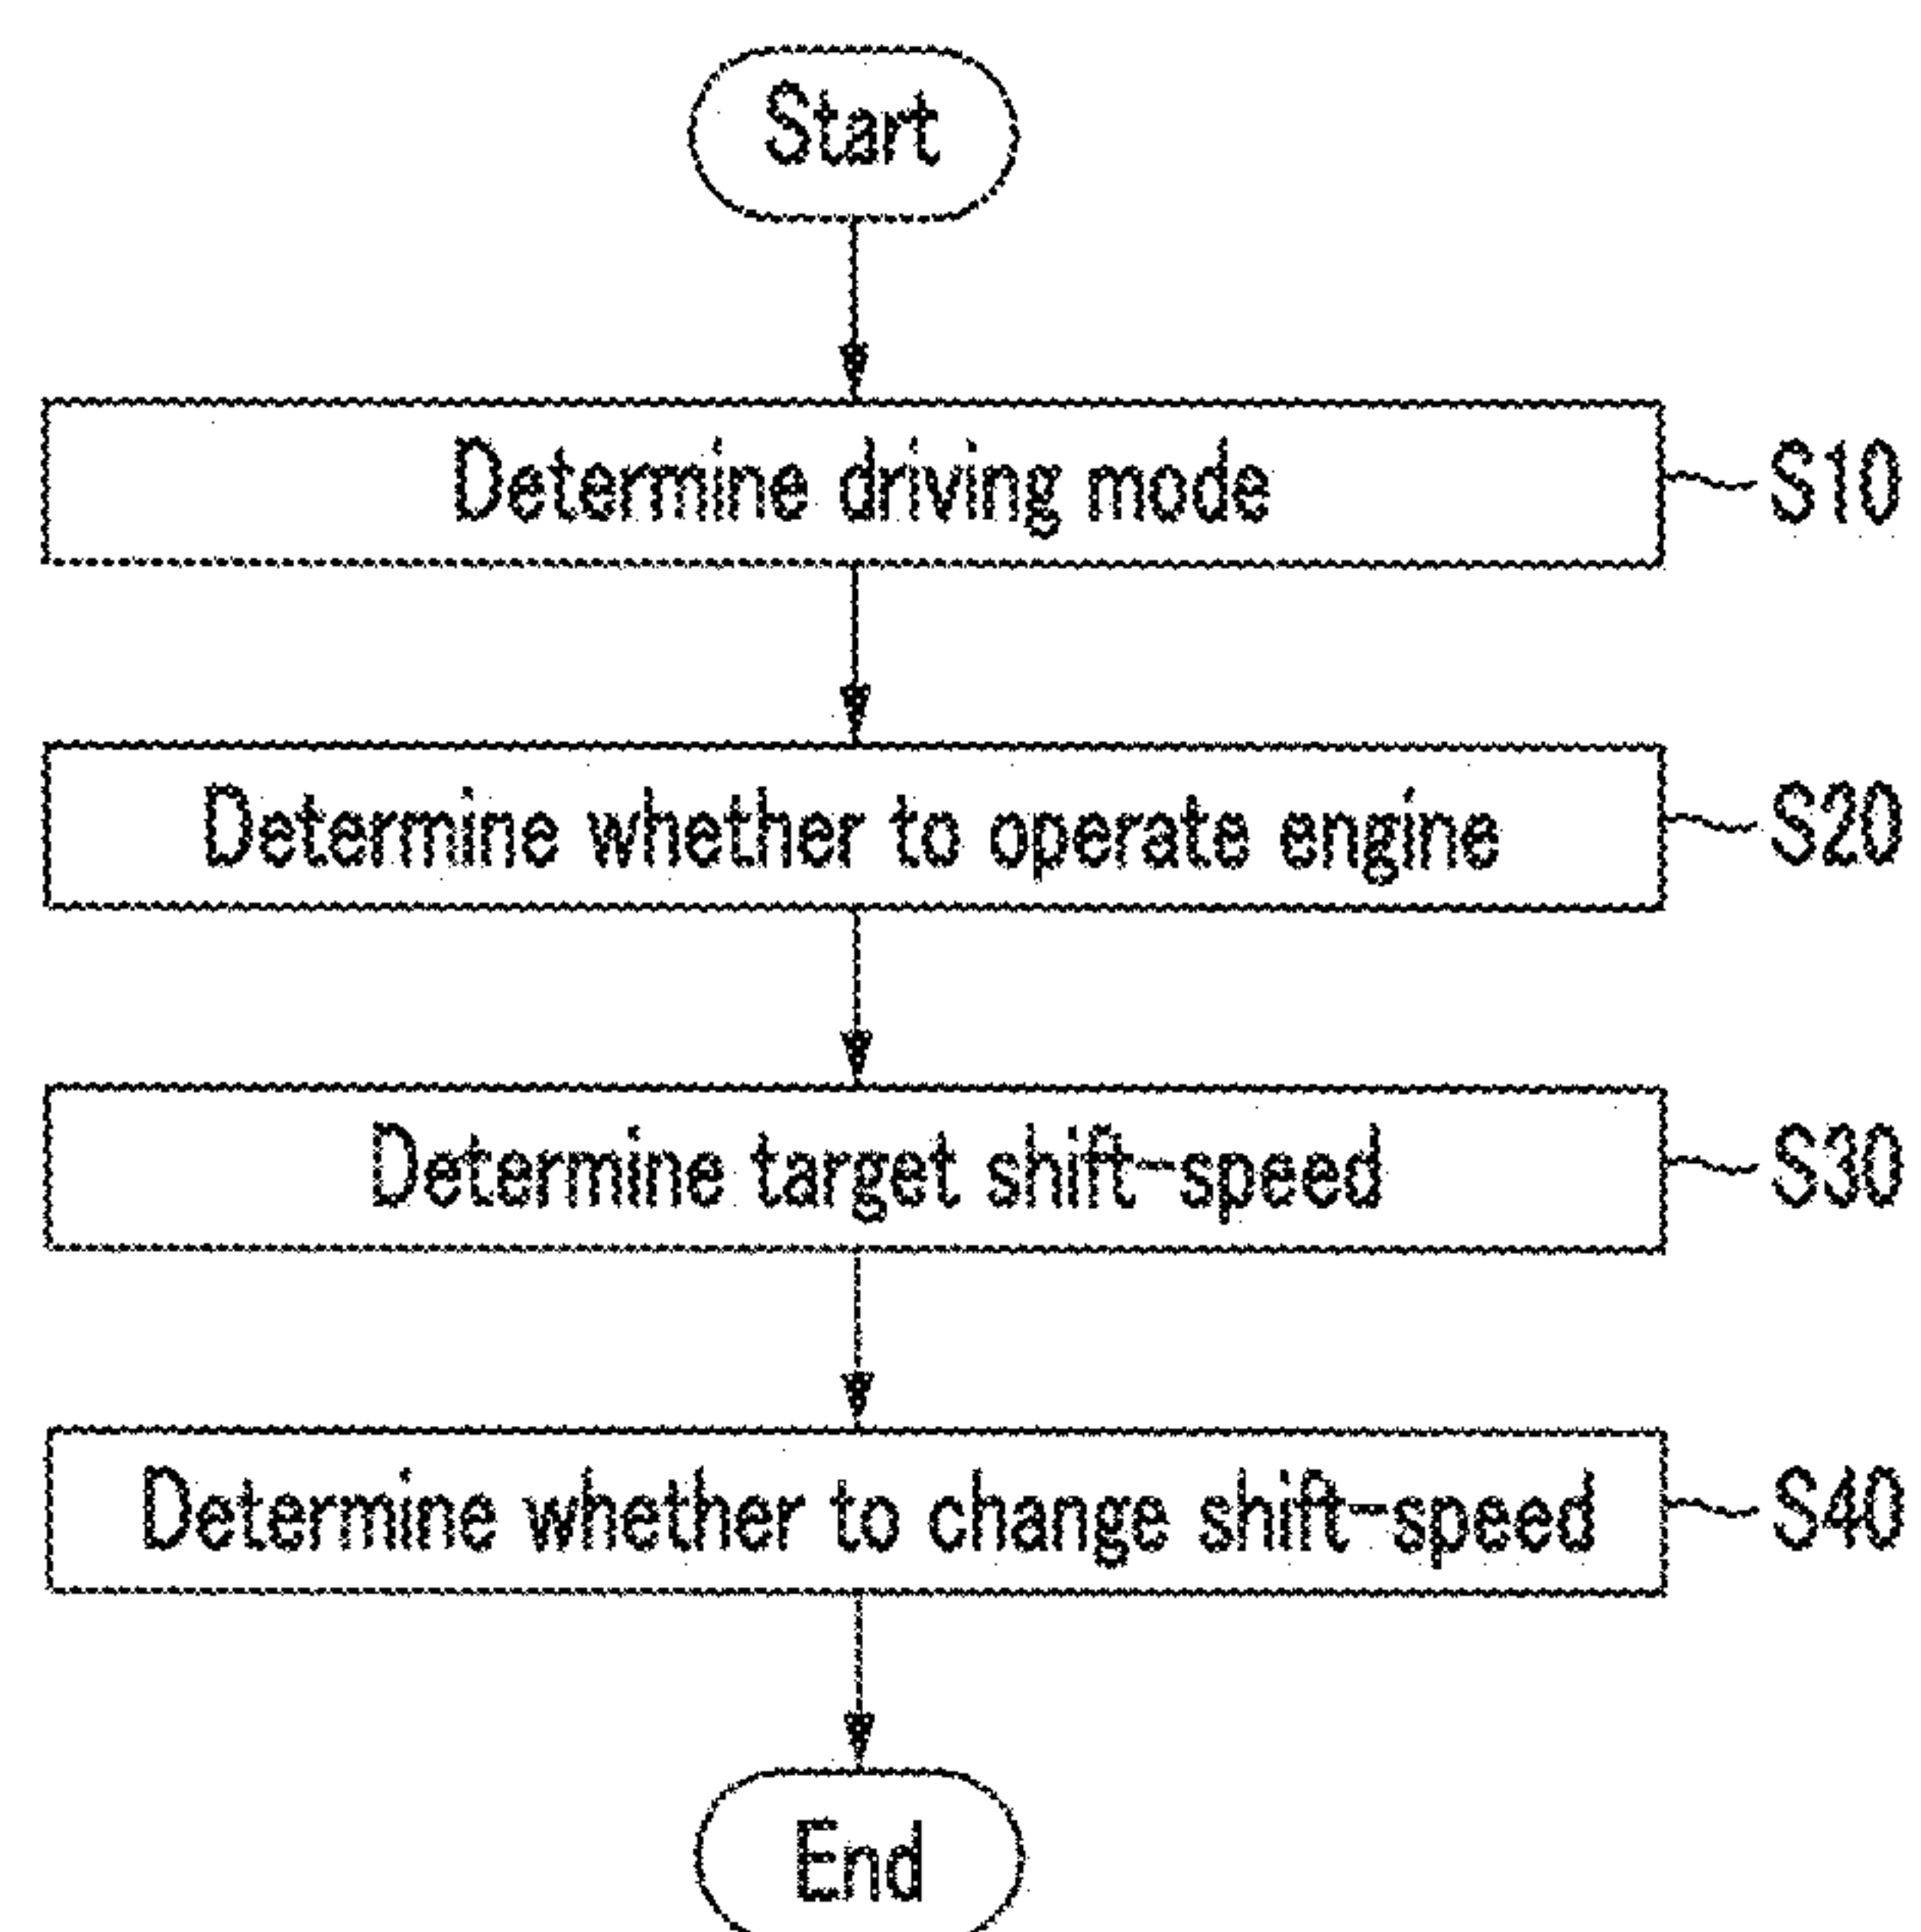 Start
Determine driving mode S10
Determine whether to operate engine S20
Determine target shift-speed S30
Determine whether to change shift-speed S40
End